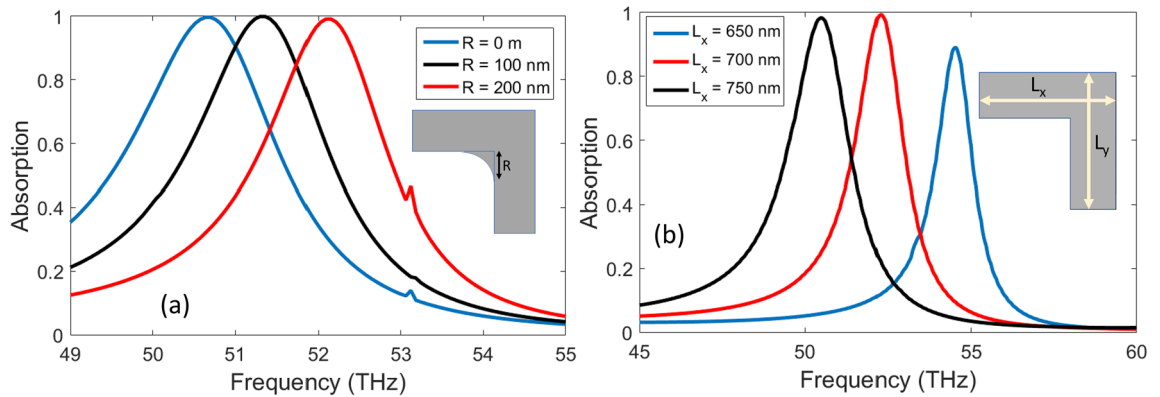 1
0.8
0.6
0.4
0.2
0
Absorption
49
50
51
52
53
54
55
Frequency (THz)
R = 0 m
R = 100 nm
R = 200 nm
R
(a)
1
0.8
0.6
0.4
0.2
0
Absorption
45
50
55
60
Frequency (THz)
Lx = 650 nm
Lx = 700 nm
Lx = 750 nm
Lx
Ly
(b)